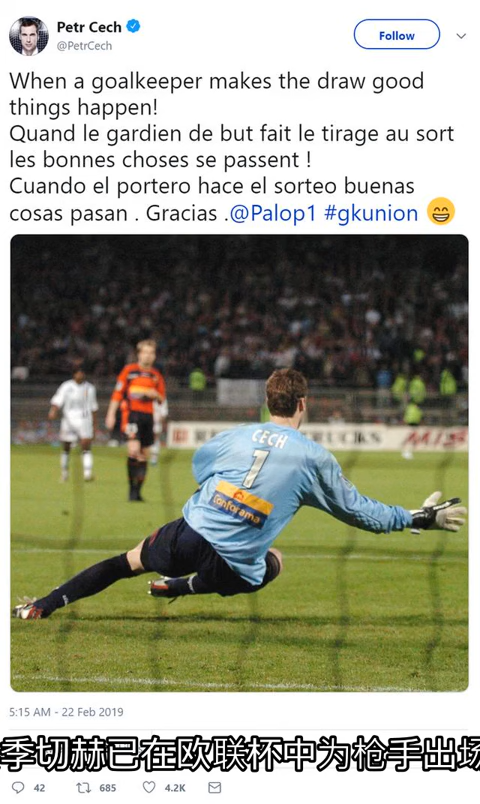 Petr Cech
@PetrCech
Follow
When a goalkeeper makes the draw good
things happen!
Quand le gardien de but fait le tirage au sort
les bonnes choses se passent !
Cuando el portero hace el sorteo buenas
cosas pasan . Gracias .@Palop1 #gkunion
CECH
1
Conforama
5:15 AM - 22 Feb 2019
季切赫已在欧联杯中为枪手出场
42
685
4.2K